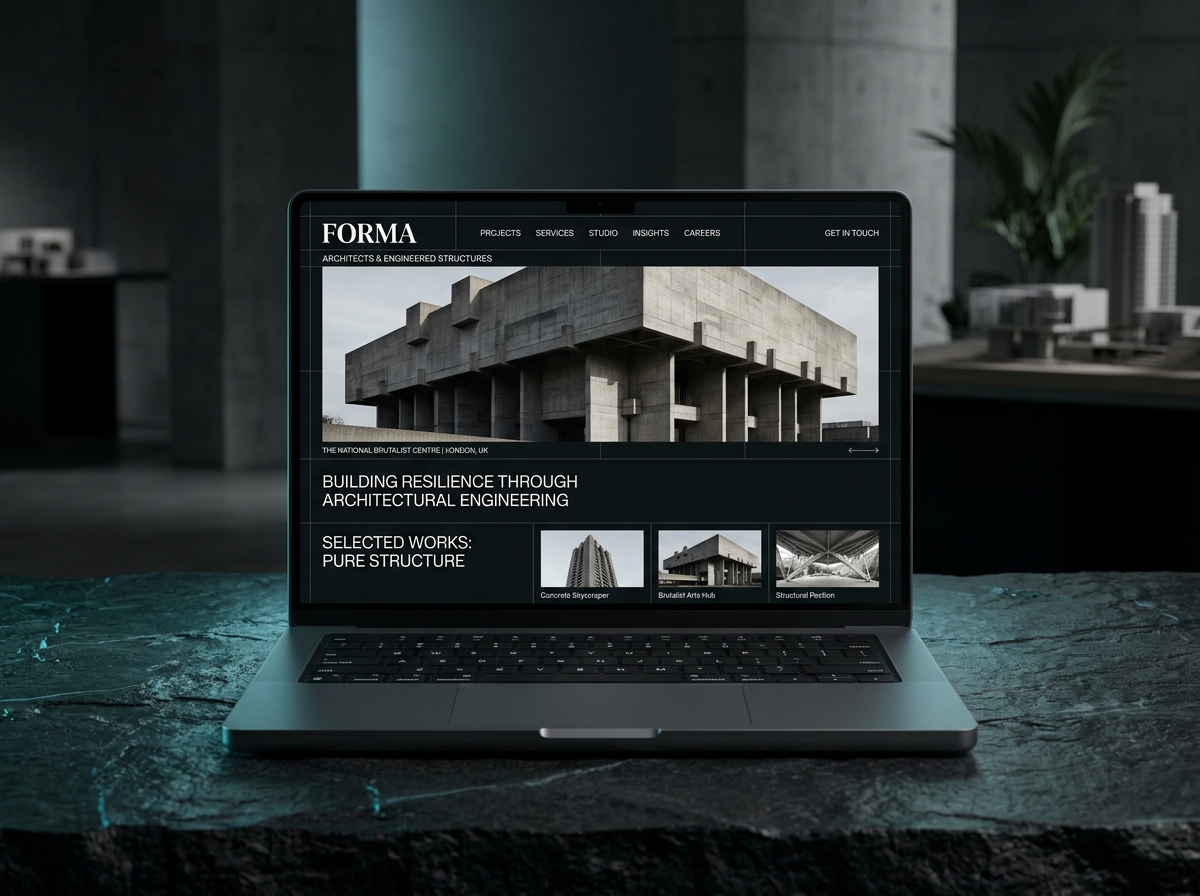 FORMA
PROJECTS SERVICES STUDIO INSIGHTS CAREERS
GET IN TOUCH
ARCHITECTS & ENGINEERED STRUCTURES
THE NATIONAL BRUTALIST CENTRE | LONDON, UK
BUILDING RESILIENCE THROUGH
ARCHITECTURAL ENGINEERING
SELECTED WORKS:
PURE STRUCTURE
Concrete Skycoraper
Brutalist Arts Hub
Structural Pection